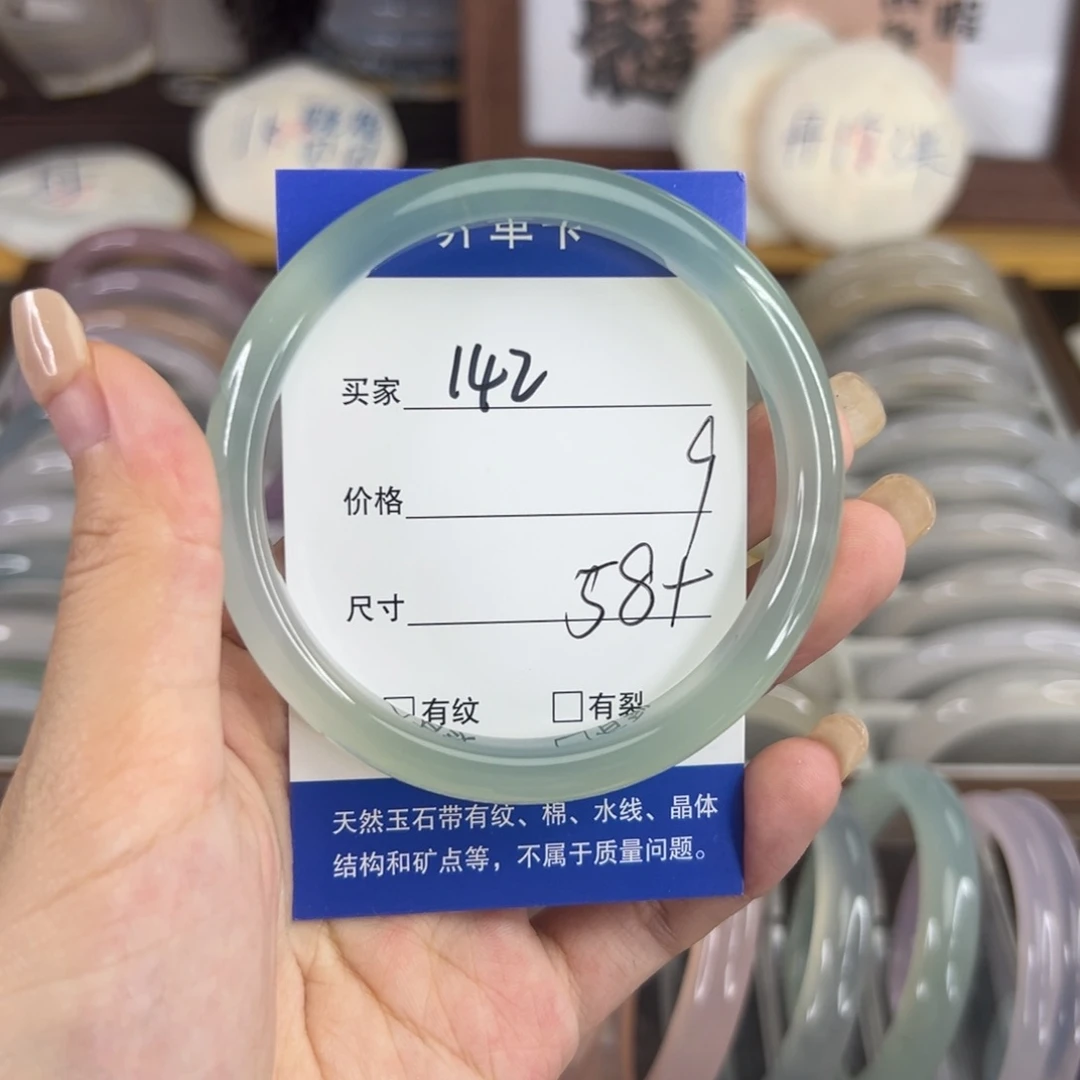 卡
买家 142
价格 9
尺寸 58+
□有纹 □有裂
天然玉石带有纹、棉、水线、晶体
结构和矿点等，不属于质量问题。